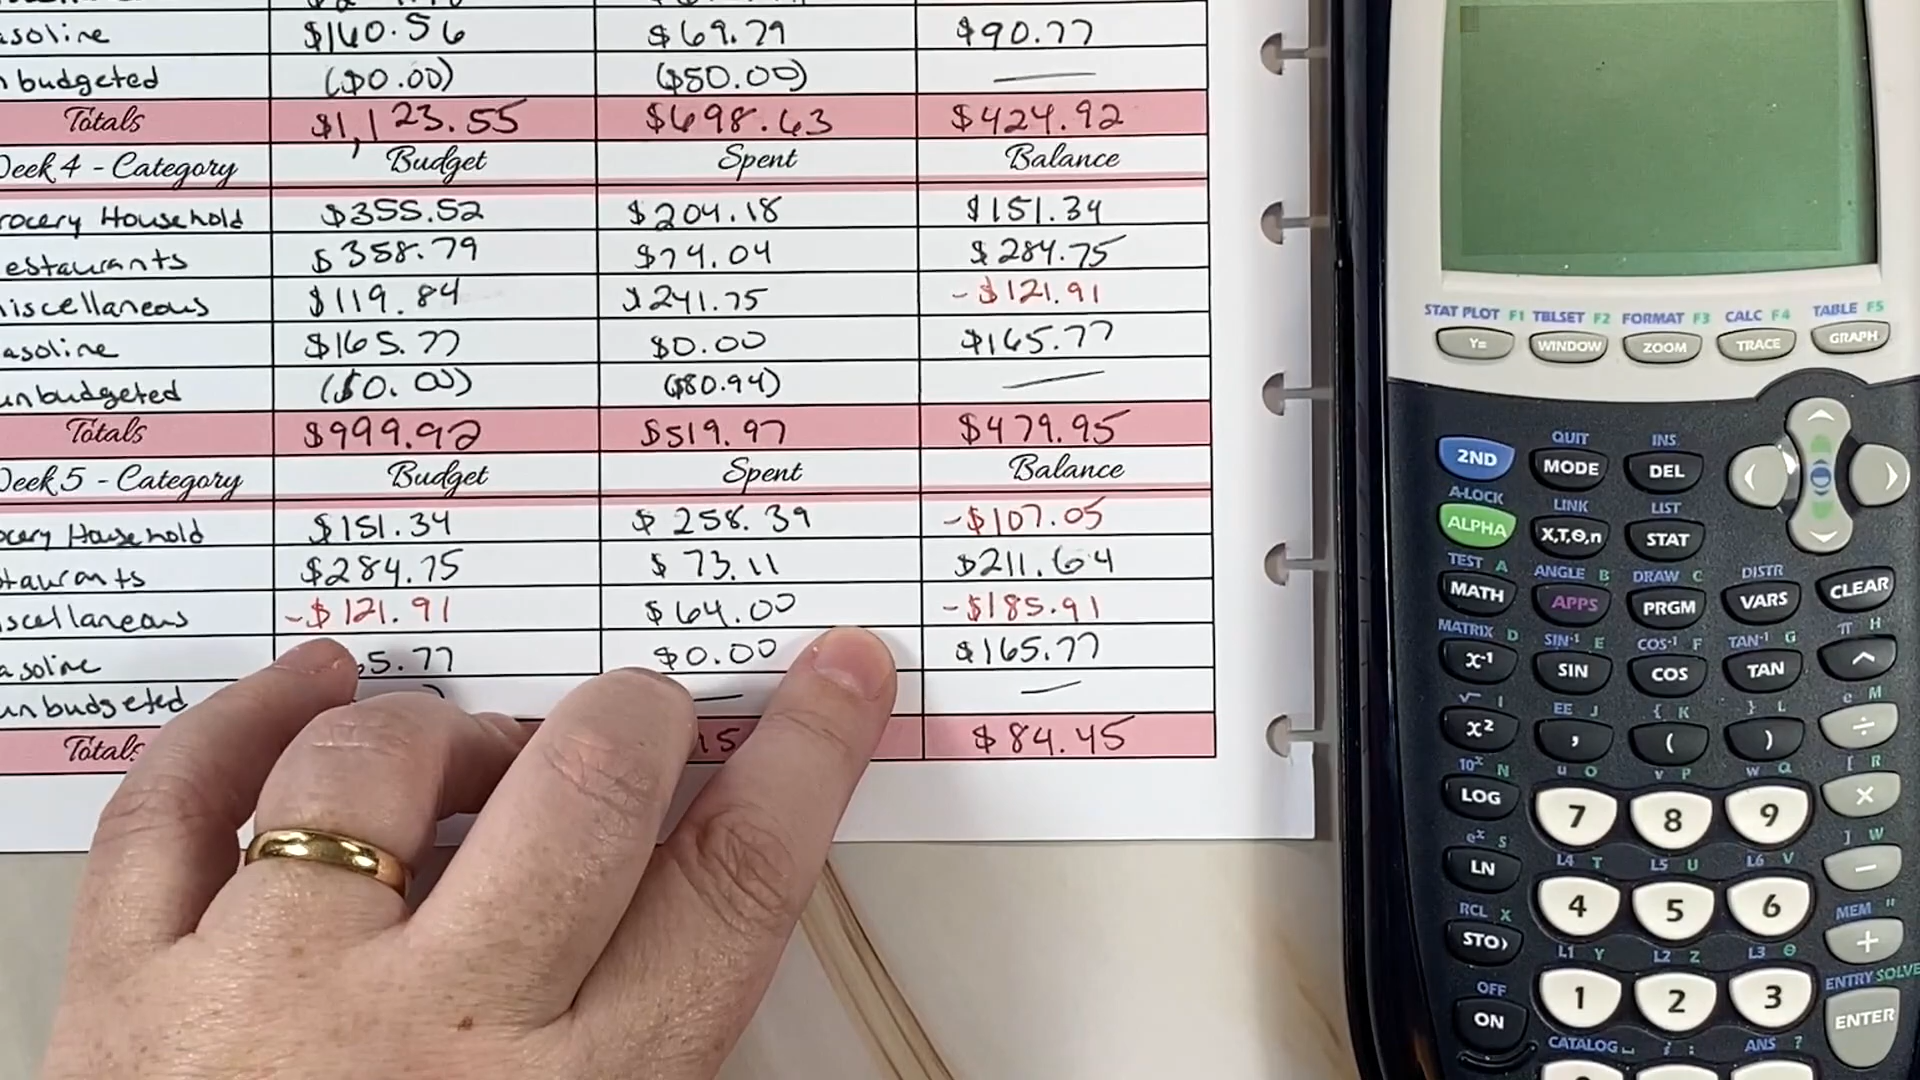 asoline $160.56 $69.79 $90.77
n budgeted ($0.00) ($50.00)
Totals $1,123.55 $698.63 $424.92
Week 4 - Category Budget Spent Balance
rocery Household $355.52 $204.18 $151.34
estaurants $358.79 $74.04 $284.75
iscellaneous $119.84 $241.75 -$121.91
asoline $165.77 $0.00 $165.77
unbudgeted ($0.00) ($80.94)
Totals $999.92 $519.97 $479.95
Week 5 - Category Budget Spent Balance
ocery Household $151.34 $258.39 -$107.05
taurants $284.75 $73.11 $211.64
scellaneous -$121.91 $64.00 -$185.91
asoline 5.77 $0.00 $165.77
unbudgeted
Totals $84.45
STAT PLOT F1 TBLSET F2 FORMAT F3 CALC F4 TABLE F5
Y= WINDOW ZOOM TRACE GRAPH
QUIT INS
2ND MODE DEL
A-LOCK LINK LIST
ALPHA X,T,Θ,n STAT
TEST A ANGLE B DRAW C DISTR
MATH APPS PRGM VARS CLEAR
MATRIX D SIN⁻¹ E COS⁻¹ F TAN⁻¹ G π H
x⁻¹ SIN COS TAN ^
√ I EE J { K } L e M
x² , ( ) ÷
10ˣ N u O v P w Q [ R
LOG 7 8 9 ×
eˣ S L4 T L5 U L6 V ] W
LN 4 5 6 −
RCL X L1 Y L2 Z L3 θ MEM "
STO› 1 2 3 +
OFF ENTRY SOLVE
ON ENTER
CATALOG ⎵ i : ANS ?